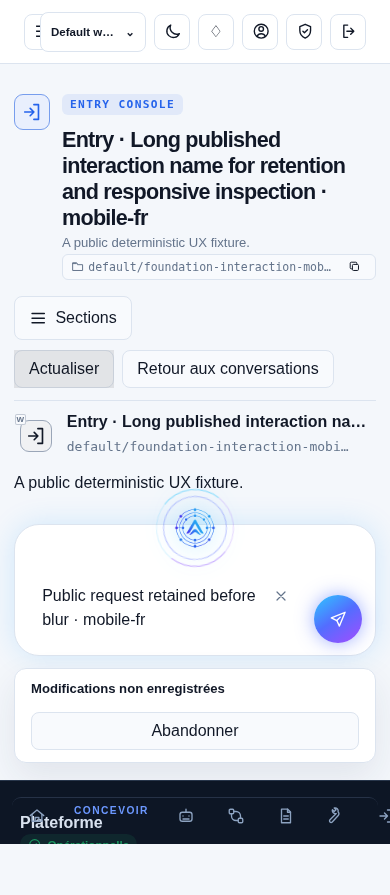 Default w…
ENTRY CONSOLE
Entry · Long published
interaction name for retention
and responsive inspection ·
mobile-fr
A public deterministic UX fixture.
default/foundation-interaction-mob…
Sections
Actualiser
Retour aux conversations
W
Entry · Long published interaction na…
default/foundation-interaction-mobi…
A public deterministic UX fixture.
Public request retained before
blur · mobile-fr
Modifications non enregistrées
Abandonner
CONCEVOIR
Plateforme
Opérationnelle